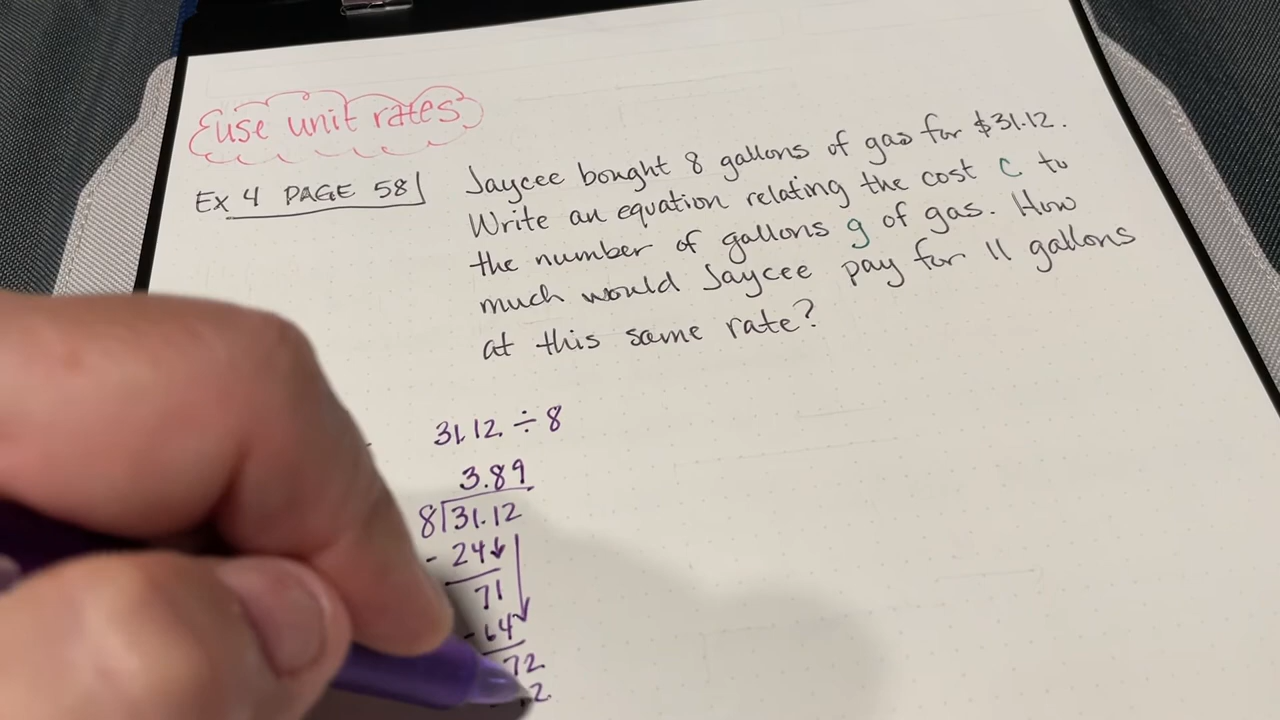 use unit rates
Ex 4 PAGE 58
Jaycee bought 8 gallons of gas for $31.12.
Write an equation relating the cost C to
the number of gallons g of gas. How
much would Jaycee pay for 11 gallons
at this same rate?
31.12 ÷ 8
3.89
8 31.12
- 24
71
- 64
72